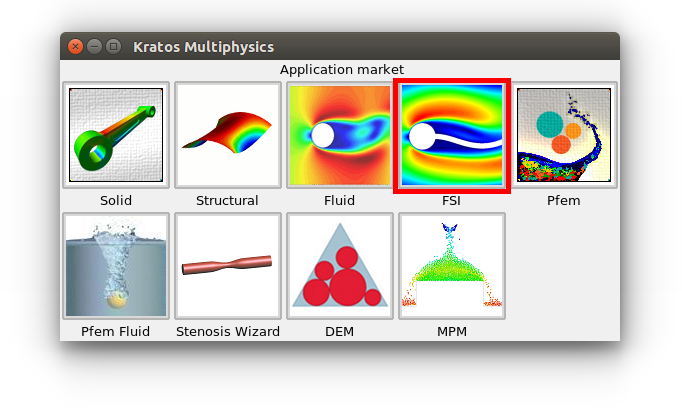 Kratos Multiphysics
Application market
Solid Structural Fluid FSI Pfem
Pfem Fluid Stenosis Wizard DEM MPM